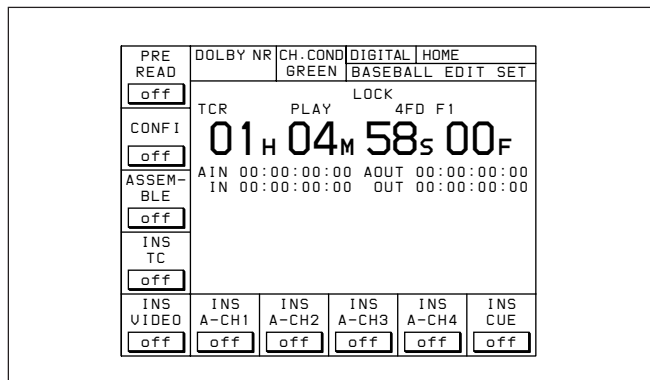 PRE
READ
off
DOLBY NR
CH.COND
GREEN
DIGITAL
HOME
BASEBALL EDIT SET
LOCK
TCR PLAY 4FD F1
01H 04M 58S 00F
AIN 00:00:00:00 AOUT 00:00:00:00
IN 00:00:00:00 OUT 00:00:00:00
CONFI
off
ASSEM-
BLE
off
INS
TC
off
INS
VIDEO
off
INS
A-CH1
off
INS
A-CH2
off
INS
A-CH3
off
INS
A-CH4
off
INS
CUE
off